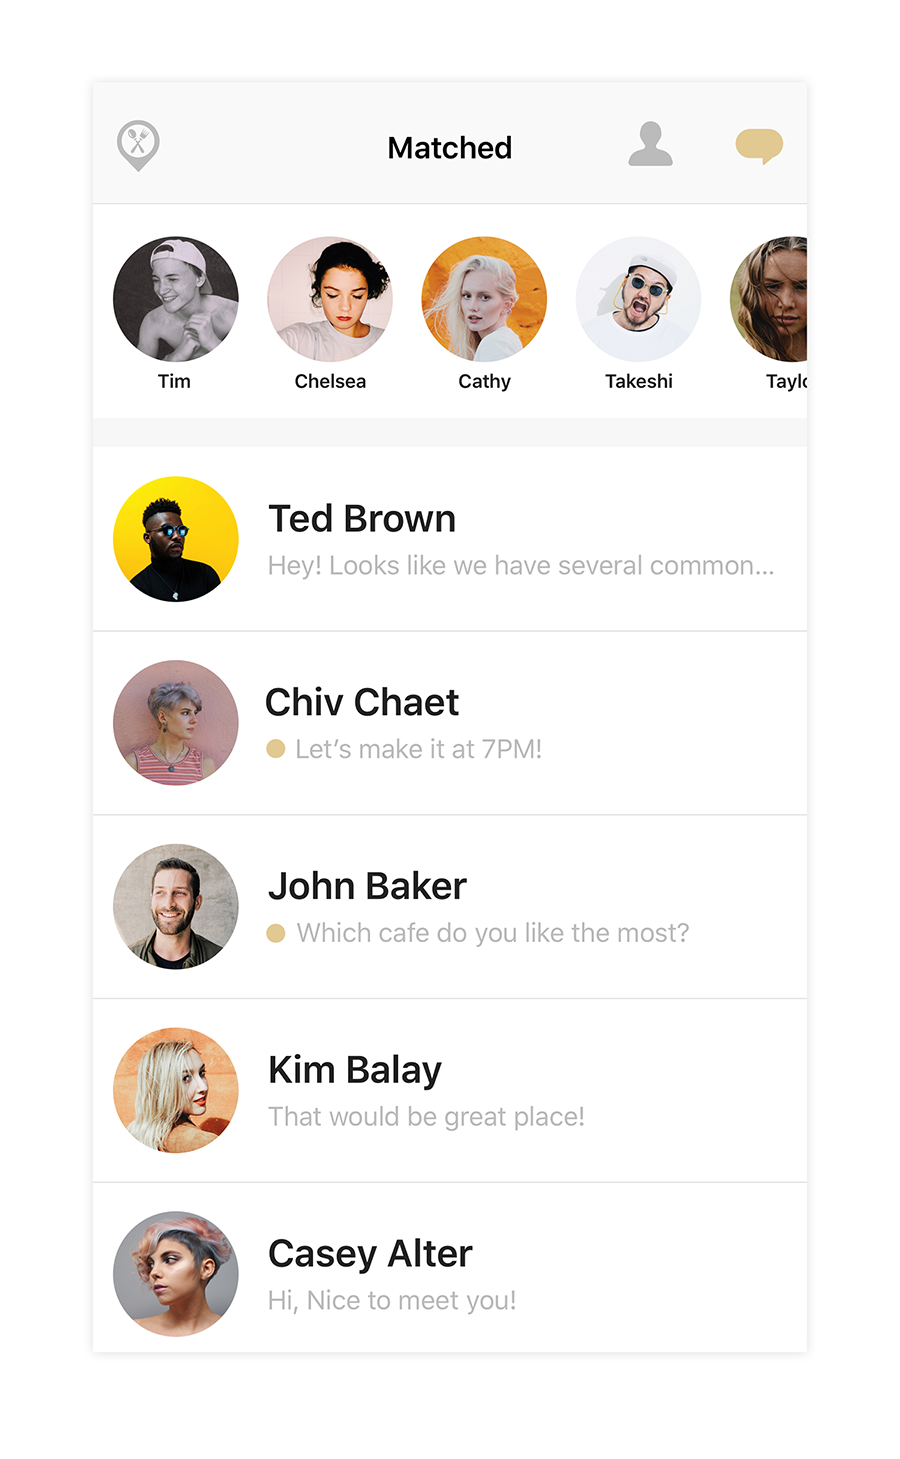 Matched
Tim
Chelsea
Cathy
Takeshi
Taylo
Ted Brown
Hey! Looks like we have several common...
Chiv Chaet
Let’s make it at 7PM!
John Baker
Which cafe do you like the most?
Kim Balay
That would be great place!
Casey Alter
Hi, Nice to meet you!